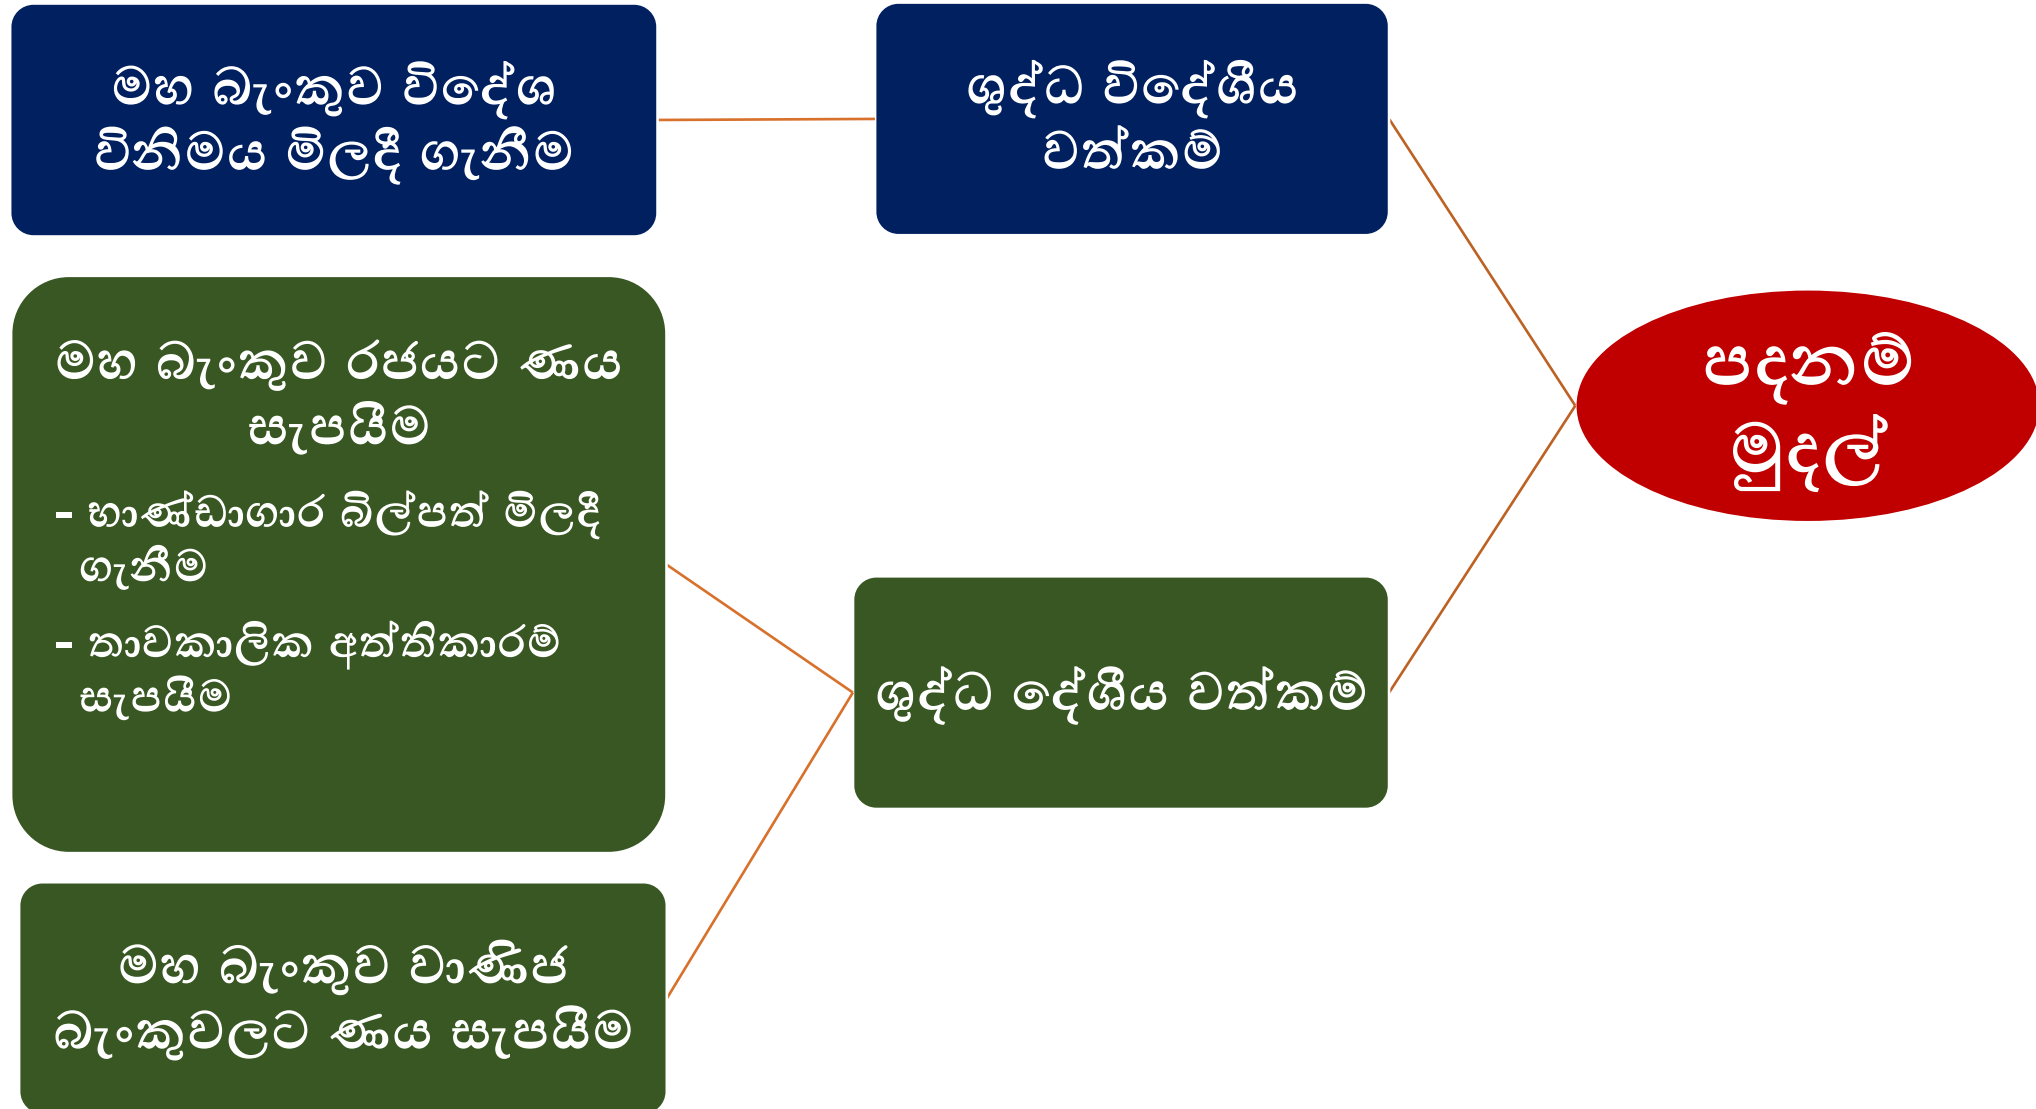 මහ බැංකුව විදේශ
විනිමය මිලදී ගැනීම
ශුද්ධ විදේශීය
වත්කම්
මහ බැංකුව රජයට ණය
සැපයීම
- භාණ්ඩාගාර බිල්පත් මිලදී
ගැනීම
- තාවකාලික අත්තිකාරම්
සැපයීම
ශුද්ධ දේශීය වත්කම්
මහ බැංකුව වාණිජ
බැංකුවලට ණය සැපයීම
පදනම්
මුදල්